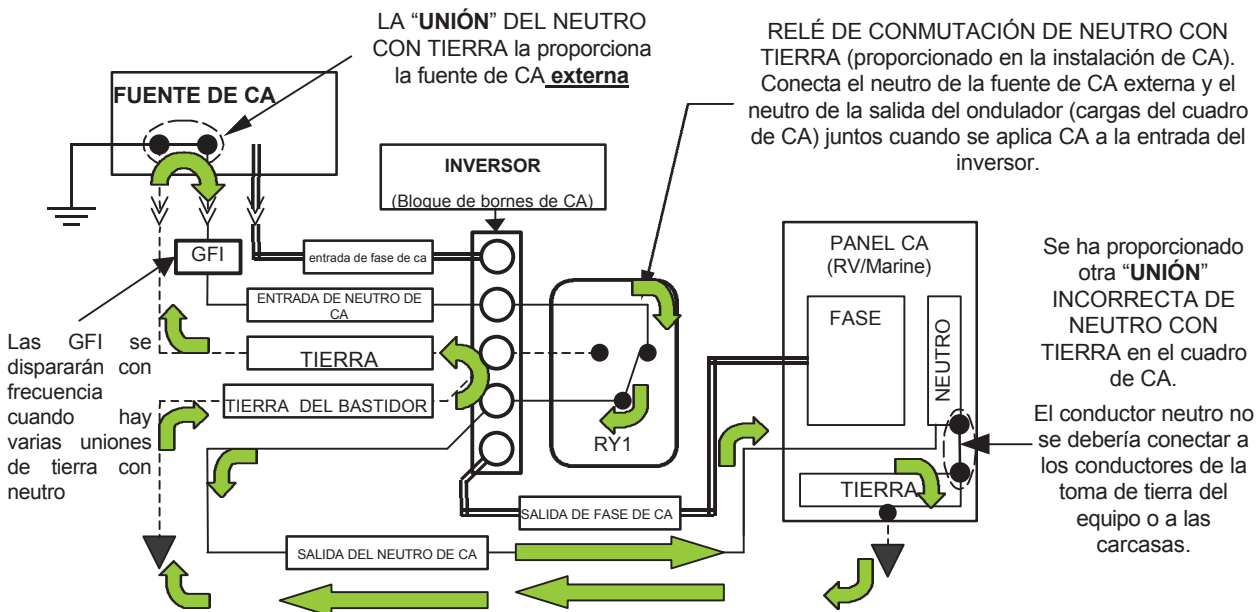 LA “UNIÓN” DEL NEUTRO
CON TIERRA la proporciona
la fuente de CA externa
RELÉ DE CONMUTACIÓN DE NEUTRO CON
TIERRA (proporcionado en la instalación de CA).
Conecta el neutro de la fuente de CA externa y el
neutro de la salida del ondulador (cargas del cuadro
de CA) juntos cuando se aplica CA a la entrada del
inversor.
FUENTE DE CA
INVERSOR
(Bloque de bornes de CA)
GFI
entrada de fase de ca
ENTRADA DE NEUTRO DE
CA
TIERRA
TIERRA DEL BASTIDOR
Las GFI se
dispararán con
frecuencia
cuando hay
varias uniones
de tierra con
neutro
RY1
PANEL CA
(RV/Marine)
FASE
NEUTRO
TIERRA
Se ha proporcionado
otra “UNIÓN”
INCORRECTA DE
NEUTRO CON
TIERRA en el cuadro
de CA.
El conductor neutro no
se debería conectar a
los conductores de la
toma de tierra del
equipo o a las
carcasas.
SALIDA DE FASE DE CA
SALIDA DEL NEUTRO DE CA